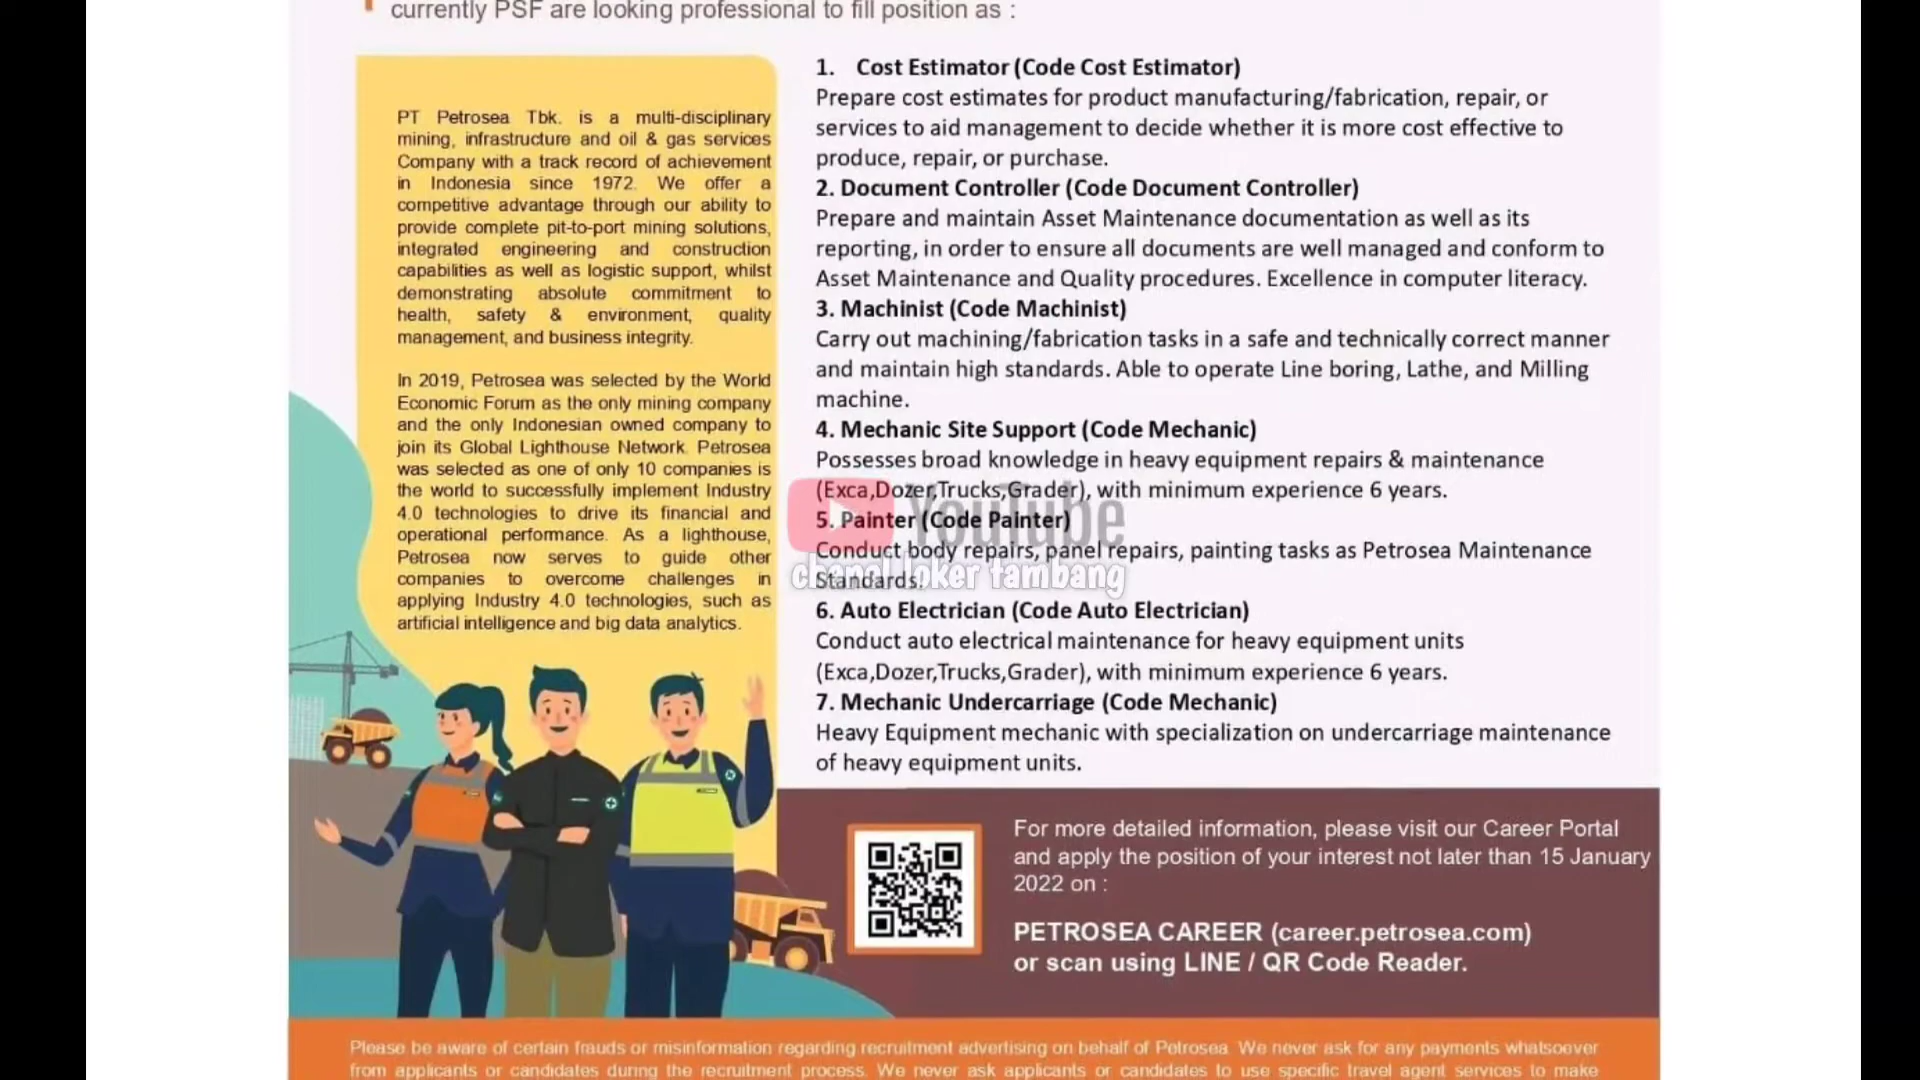 currently PSF are looking professional to fill position as :
PT Petrosea Tbk. is a multi-disciplinary
mining, infrastructure and oil & gas services
Company with a track record of achievement
in Indonesia since 1972. We offer a
competitive advantage through our ability to
provide complete pit-to-port mining solutions,
integrated engineering and construction
capabilities as well as logistic support, whilst
demonstrating absolute commitment to
health, safety & environment, quality
management, and business integrity.
In 2019, Petrosea was selected by the World
Economic Forum as the only mining company
and the only Indonesian owned company to
join its Global Lighthouse Network. Petrosea
was selected as one of only 10 companies is
the world to successfully implement Industry
4.0 technologies to drive its financial and
operational performance. As a lighthouse,
Petrosea now serves to guide other
companies to overcome challenges in
applying Industry 4.0 technologies, such as
artificial intelligence and big data analytics.
1. Cost Estimator (Code Cost Estimator)
Prepare cost estimates for product manufacturing/fabrication, repair, or
services to aid management to decide whether it is more cost effective to
produce, repair, or purchase.
2. Document Controller (Code Document Controller)
Prepare and maintain Asset Maintenance documentation as well as its
reporting, in order to ensure all documents are well managed and conform to
Asset Maintenance and Quality procedures. Excellence in computer literacy.
3. Machinist (Code Machinist)
Carry out machining/fabrication tasks in a safe and technically correct manner
and maintain high standards. Able to operate Line boring, Lathe, and Milling
machine.
4. Mechanic Site Support (Code Mechanic)
Possesses broad knowledge in heavy equipment repairs & maintenance
(Exca,Dozer,Trucks,Grader), with minimum experience 6 years.
5. Painter (Code Painter)
Conduct body repairs, panel repairs, painting tasks as Petrosea Maintenance
Standards.
6. Auto Electrician (Code Auto Electrician)
Conduct auto electrical maintenance for heavy equipment units
(Exca,Dozer,Trucks,Grader), with minimum experience 6 years.
7. Mechanic Undercarriage (Code Mechanic)
Heavy Equipment mechanic with specialization on undercarriage maintenance
of heavy equipment units.
YouTube
chanol loker tambang
For more detailed information, please visit our Career Portal
and apply the position of your interest not later than 15 January
2022 on :
PETROSEA CAREER (career.petrosea.com)
or scan using LINE / QR Code Reader.
Please be aware of certain frauds or misinformation regarding recruitment advertising on behalf of Petrosea. We never ask for any payments whatsoever
from applicants or candidates during the recruitment process. We never ask applicants or candidates to use specific travel agent services to make